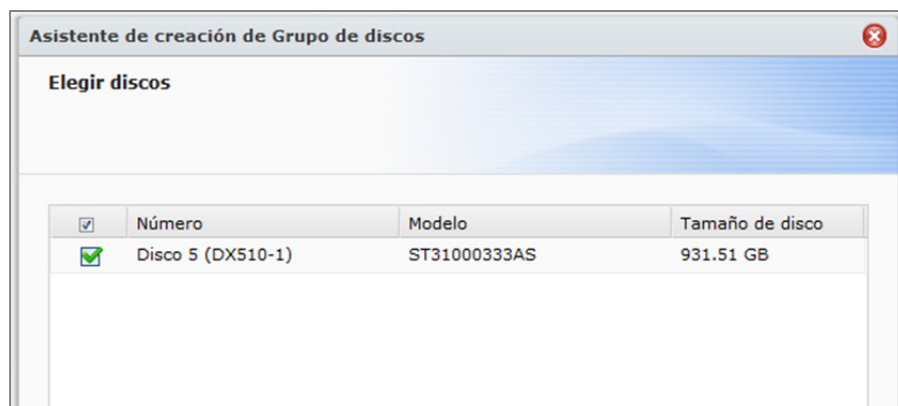 Asistente de creación de Grupo de discos
Elegir discos
Número Modelo Tamaño de disco
Disco 5 (DX510-1) ST31000333AS 931.51 GB